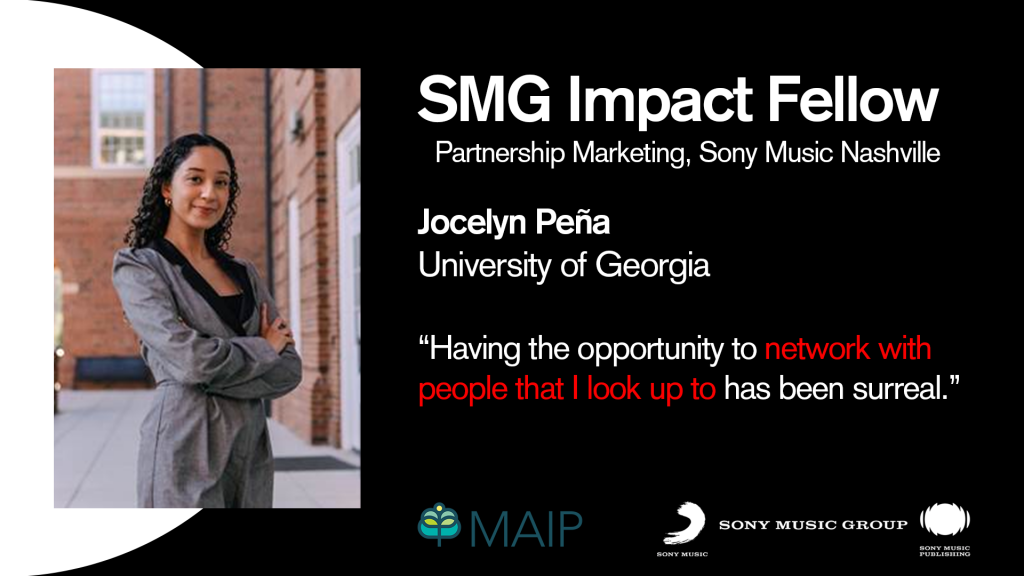 SMG Impact Fellow
Partnership Marketing, Sony Music Nashville
Jocelyn Peña
University of Georgia
“Having the opportunity to network with
people that I look up to has been surreal.”
MAIP
SONY MUSIC
SONY MUSIC GROUP
SONY MUSIC
PUBLISHING